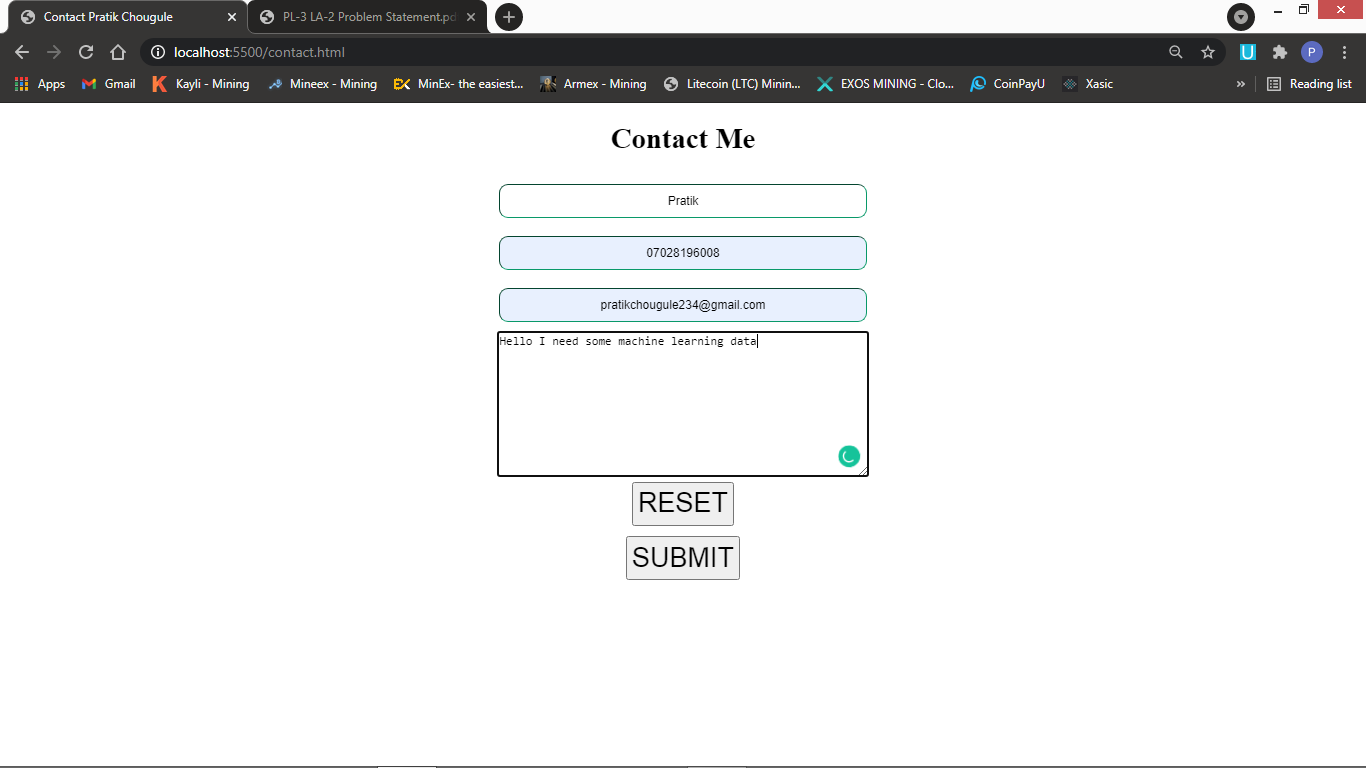 Contact Pratik Chougule
PL-3 LA-2 Problem Statement.pd
localhost:5500/contact.html
U
P
Apps
Gmail
Kayli - Mining
Mineex - Mining
MinEx- the easiest...
Armex - Mining
Litecoin (LTC) Minin...
EXOS MINING - Clo...
CoinPayU
Xasic
»
Reading list
Contact Me
Pratik
07028196008
pratikchougule234@gmail.com
Hello I need some machine learning data
RESET
SUBMIT